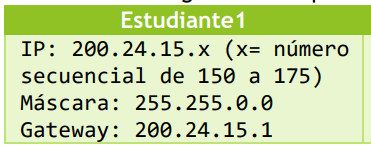 Estudiante1
IP: 200.24.15.x (x= número
secuencial de 150 a 175)
Máscara: 255.255.0.0
Gateway: 200.24.15.1